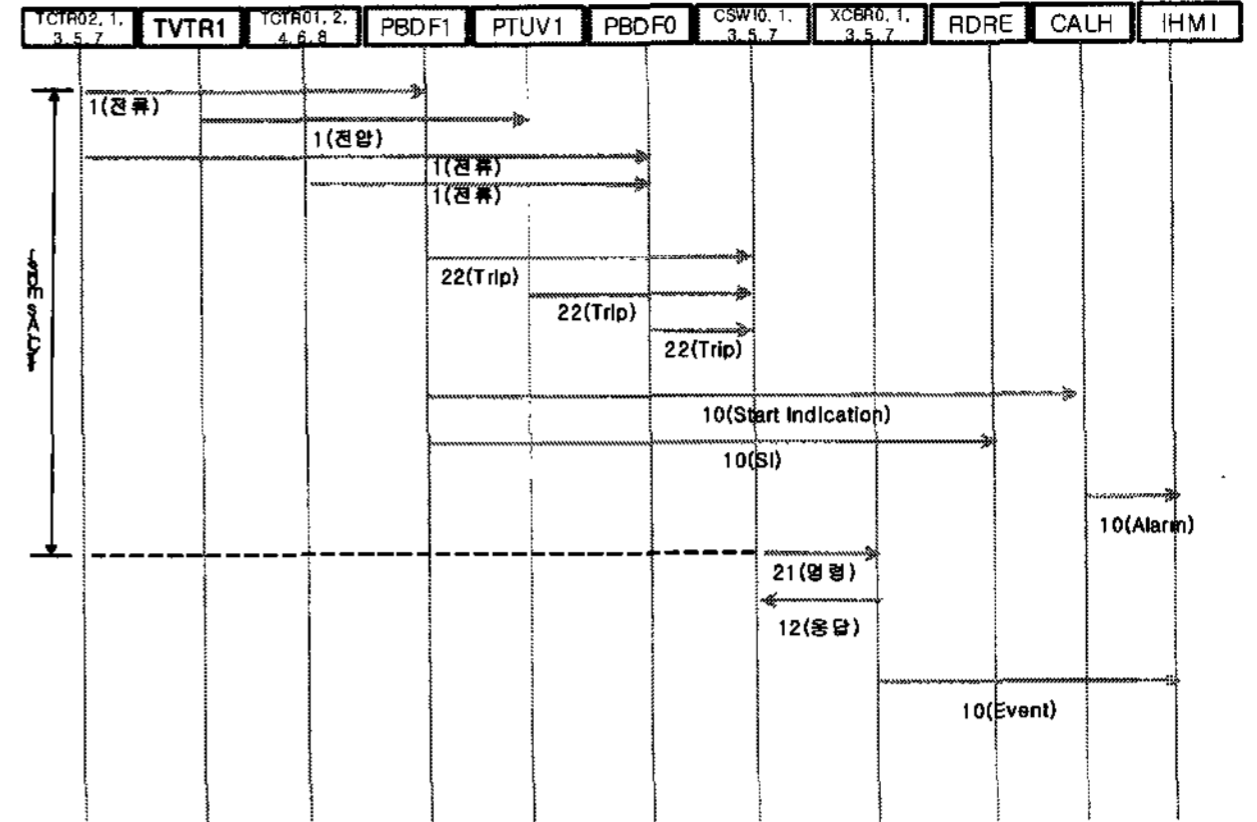 TCTR02, 1,
3, 5, 7
TVTR1
TCTR01, 2,
4, 6, 8
PBDF1
PTUV1
PBDF0
CSWI0, 1,
3, 5, 7
XCBR0, 1,
3, 5, 7
RDRE
CALH
IHMI
1(전류)
1(전압)
1(전류)
1(전류)
22(Trip)
22(Trip)
22(Trip)
10(Start Indication)
10(SI)
10(Alarm)
21(명령)
12(응답)
10(Event)